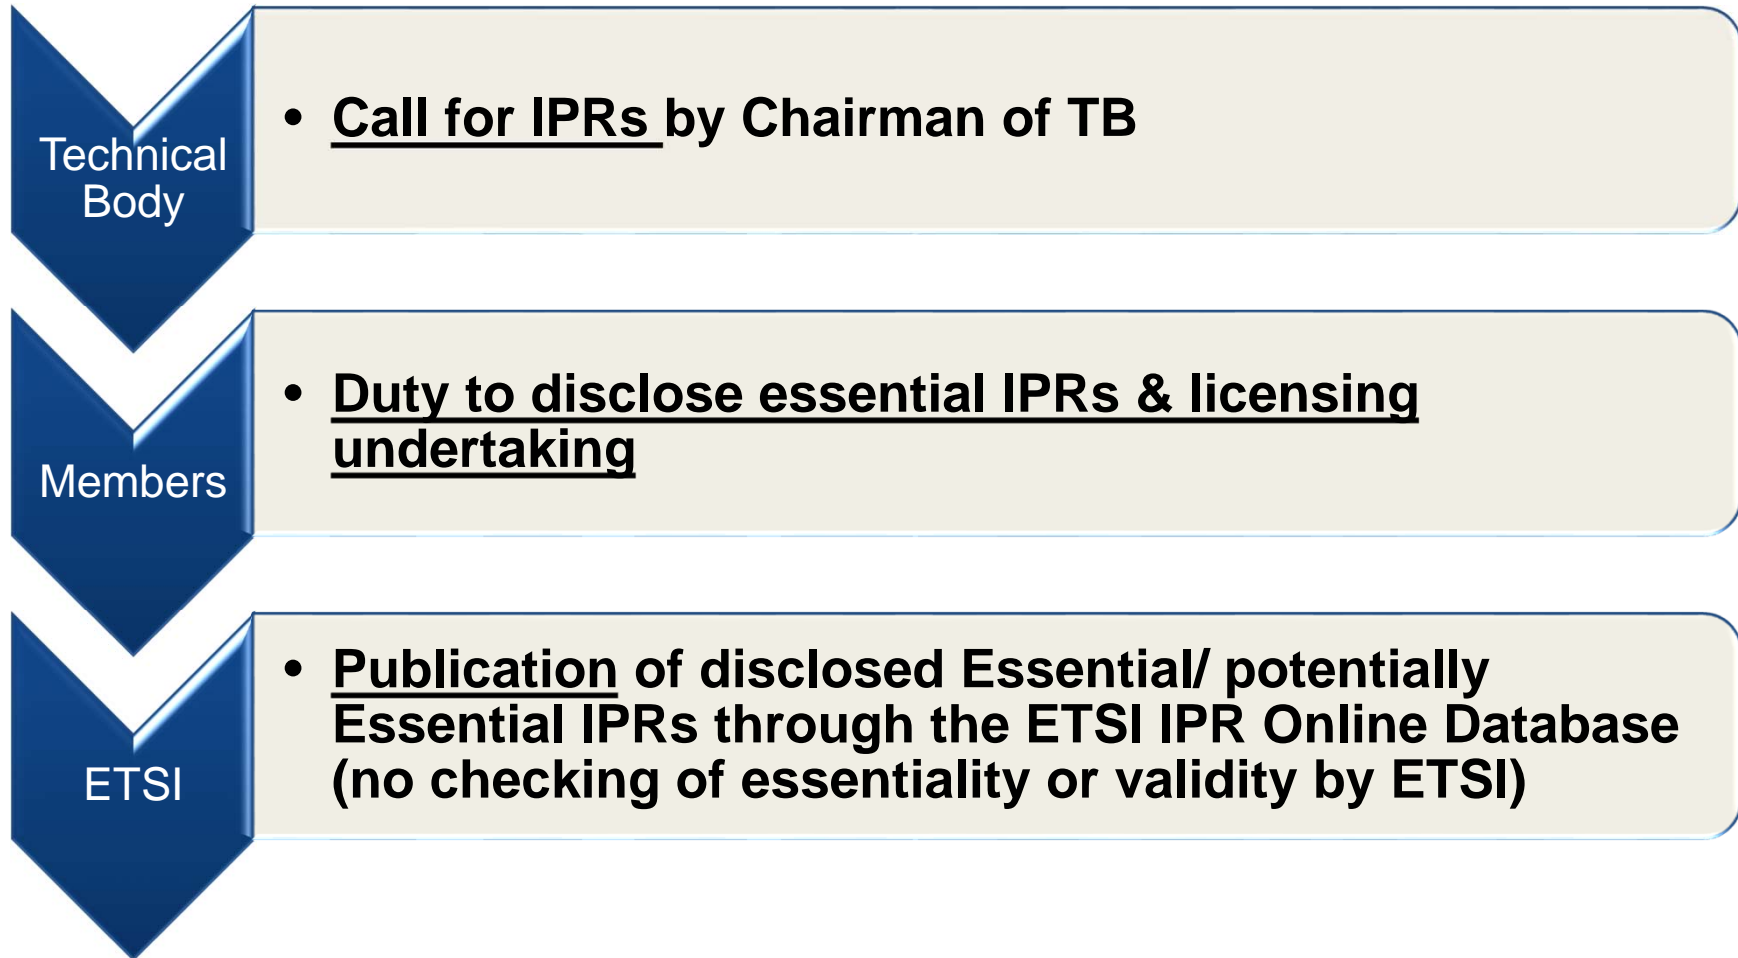 Technical
Body
• Call for IPRs by Chairman of TB
Members
• Duty to disclose essential IPRs & licensing
undertaking
ETSI
• Publication of disclosed Essential/ potentially
Essential IPRs through the ETSI IPR Online Database
(no checking of essentiality or validity by ETSI)